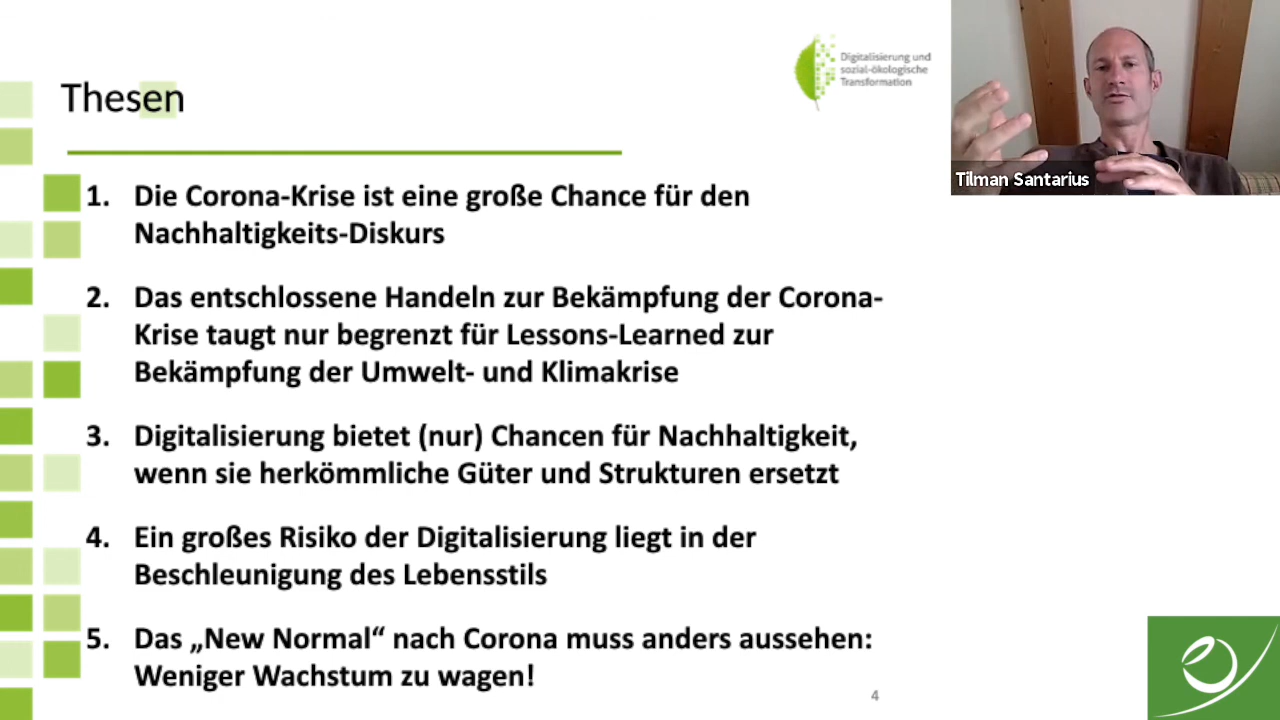 Digitalisierung und
sozial-ökologische
Transformation
Thesen
1. Die Corona-Krise ist eine große Chance für den
Nachhaltigkeits-Diskurs
2. Das entschlossene Handeln zur Bekämpfung der Corona-
Krise taugt nur begrenzt für Lessons-Learned zur
Bekämpfung der Umwelt- und Klimakrise
3. Digitalisierung bietet (nur) Chancen für Nachhaltigkeit,
wenn sie herkömmliche Güter und Strukturen ersetzt
4. Ein großes Risiko der Digitalisierung liegt in der
Beschleunigung des Lebensstils
5. Das „New Normal“ nach Corona muss anders aussehen:
Weniger Wachstum zu wagen!
4
Tilman Santarius